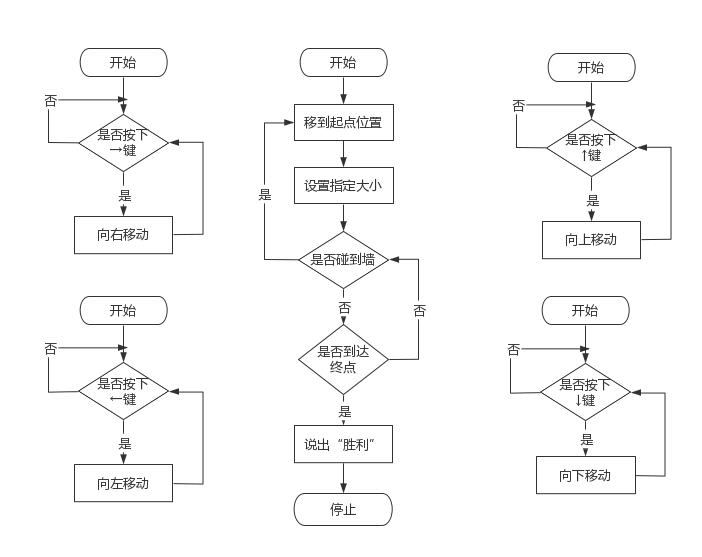 开始
否
是否按下
→键
是
向右移动
开始
否
是否按下
←键
是
向左移动
开始
移到起点位置
设置指定大小
是
是否碰到墙
否
否
是否到达
终点
是
说出“胜利”
停止
开始
否
是否按下
↑键
是
向上移动
开始
否
是否按下
↓键
是
向下移动